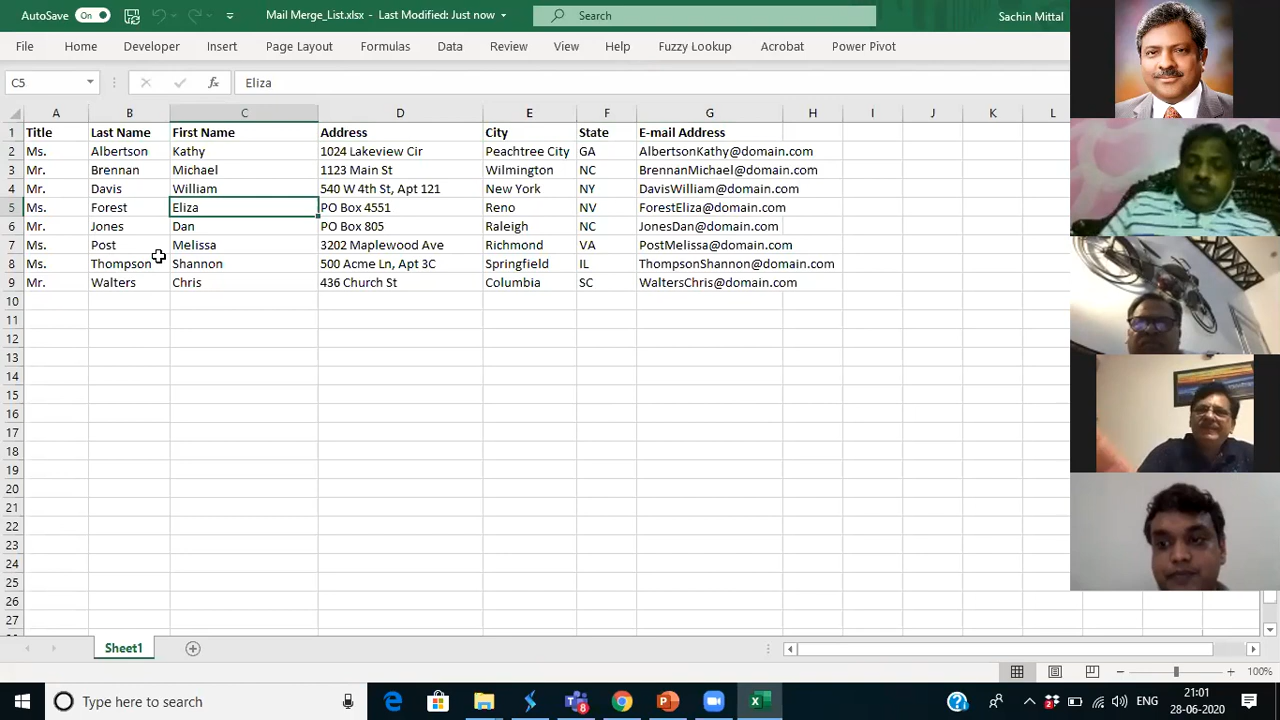 AutoSave On Mail Merge_List.xlsx - Last Modified: Just now Search Sachin Mittal
File Home Developer Insert Page Layout Formulas Data Review View Help Fuzzy Lookup Acrobat Power Pivot
C5 fx Eliza
A B C D E F G H I J K L
1 Title Last Name First Name Address City State E-mail Address
2 Ms. Albertson Kathy 1024 Lakeview Cir Peachtree City GA AlbertsonKathy@domain.com
3 Mr. Brennan Michael 1123 Main St Wilmington NC BrennanMichael@domain.com
4 Mr. Davis William 540 W 4th St, Apt 121 New York NY DavisWilliam@domain.com
5 Ms. Forest Eliza PO Box 4551 Reno NV ForestEliza@domain.com
6 Mr. Jones Dan PO Box 805 Raleigh NC JonesDan@domain.com
7 Ms. Post Melissa 3202 Maplewood Ave Richmond VA PostMelissa@domain.com
8 Ms. Thompson Shannon 500 Acme Ln, Apt 3C Springfield IL ThompsonShannon@domain.com
9 Mr. Walters Chris 436 Church St Columbia SC WaltersChris@domain.com
10
11
12
13
14
15
16
17
18
19
20
21
22
23
24
25
26
27
Sheet1
100%
Type here to search 8 2 ENG 21:01
28-06-2020